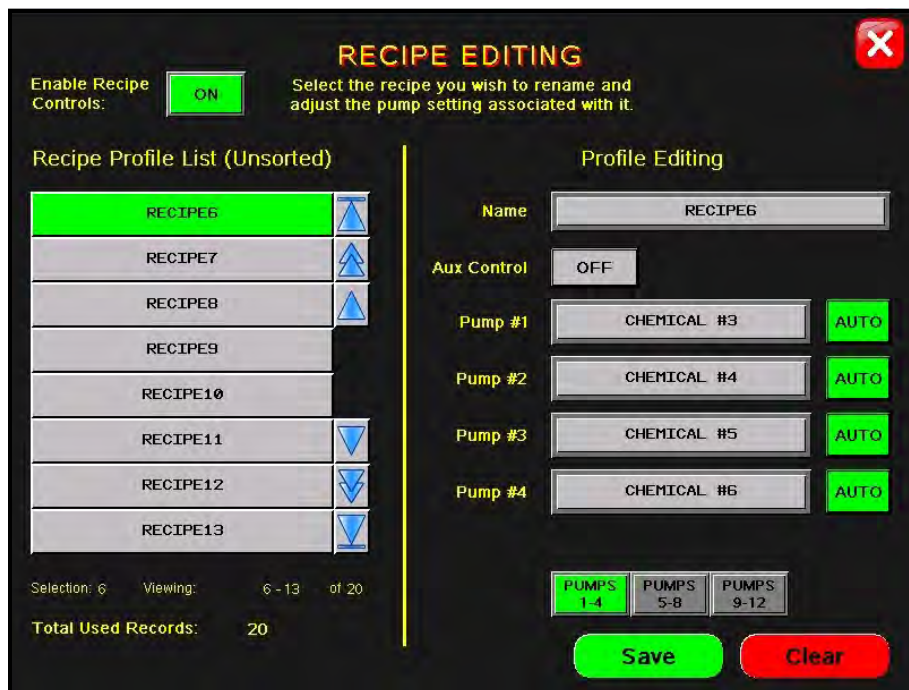 RECIPE EDITING
Enable Recipe
Controls:
ON
Select the recipe you wish to rename and
adjust the pump setting associated with it.
Recipe Profile List (Unsorted)
RECIPE6
RECIPE7
RECIPE8
RECIPE9
RECIPE10
RECIPE11
RECIPE12
RECIPE13
Selection: 6 Viewing: 6 - 13 of 20
Total Used Records: 20
Profile Editing
Name RECIPE6
Aux Control OFF
Pump #1 CHEMICAL #3 AUTO
Pump #2 CHEMICAL #4 AUTO
Pump #3 CHEMICAL #5 AUTO
Pump #4 CHEMICAL #6 AUTO
PUMPS 1-4
PUMPS 5-8
PUMPS 9-12
Save
Clear